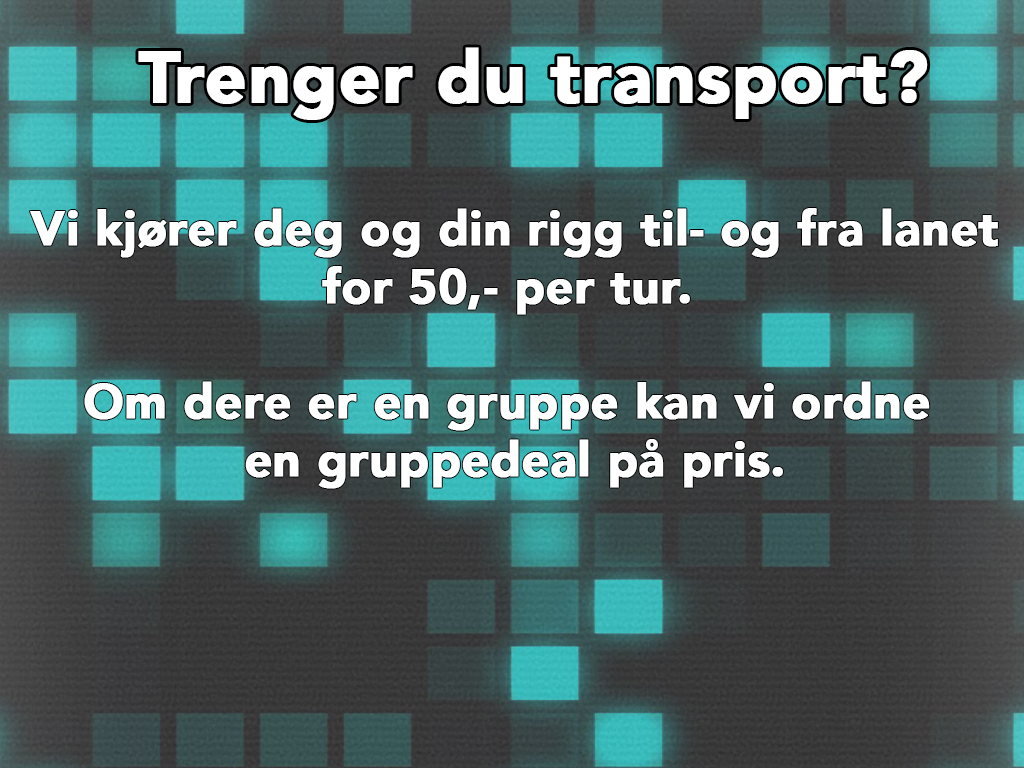 Trenger du transport?
Vi kjører deg og din rigg til- og fra lanet
for 50,- per tur.
Om dere er en gruppe kan vi ordne
en gruppedeal på pris.